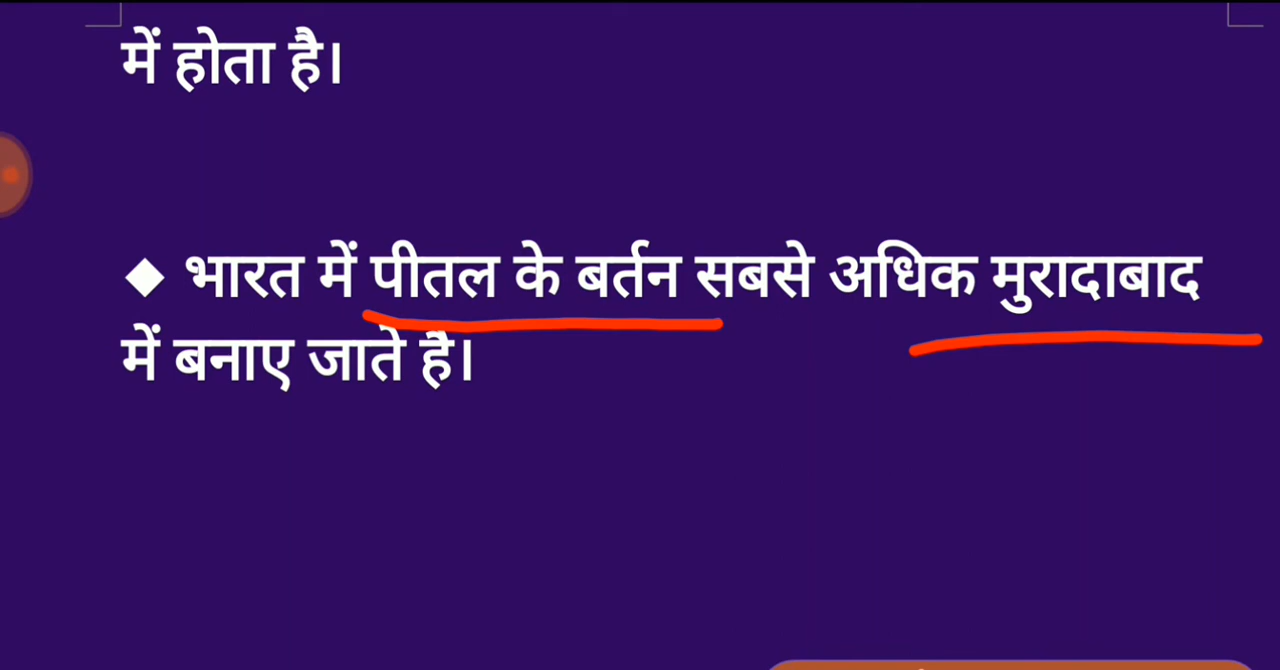 में होता है।
◆ भारत में पीतल के बर्तन सबसे अधिक मुरादाबाद
में बनाए जाते है।